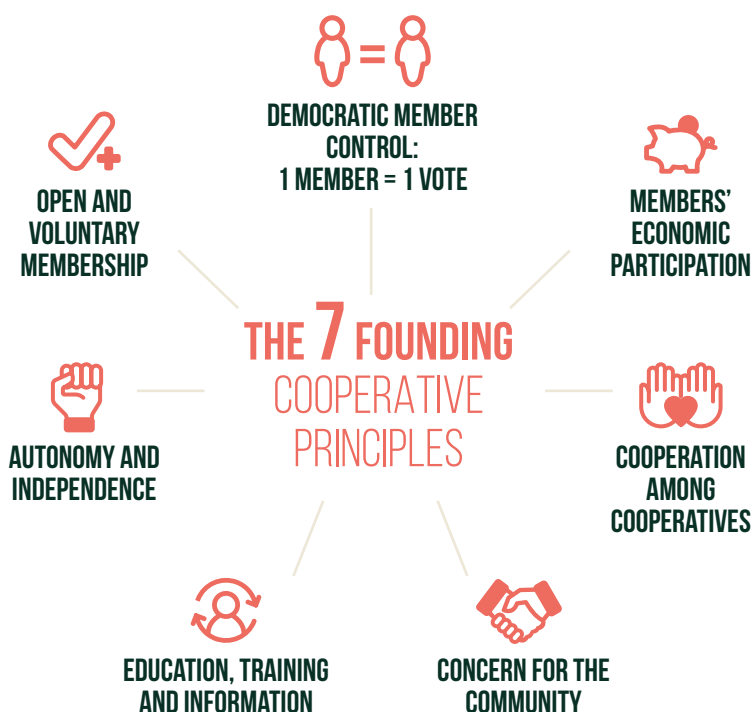 DEMOCRATIC MEMBER
CONTROL:
1 MEMBER = 1 VOTE
OPEN AND
VOLUNTARY
MEMBERSHIP
MEMBERS’
ECONOMIC
PARTICIPATION
THE 7 FOUNDING
COOPERATIVE
PRINCIPLES
AUTONOMY AND
INDEPENDENCE
COOPERATION
AMONG
COOPERATIVES
EDUCATION, TRAINING
AND INFORMATION
CONCERN FOR THE
COMMUNITY